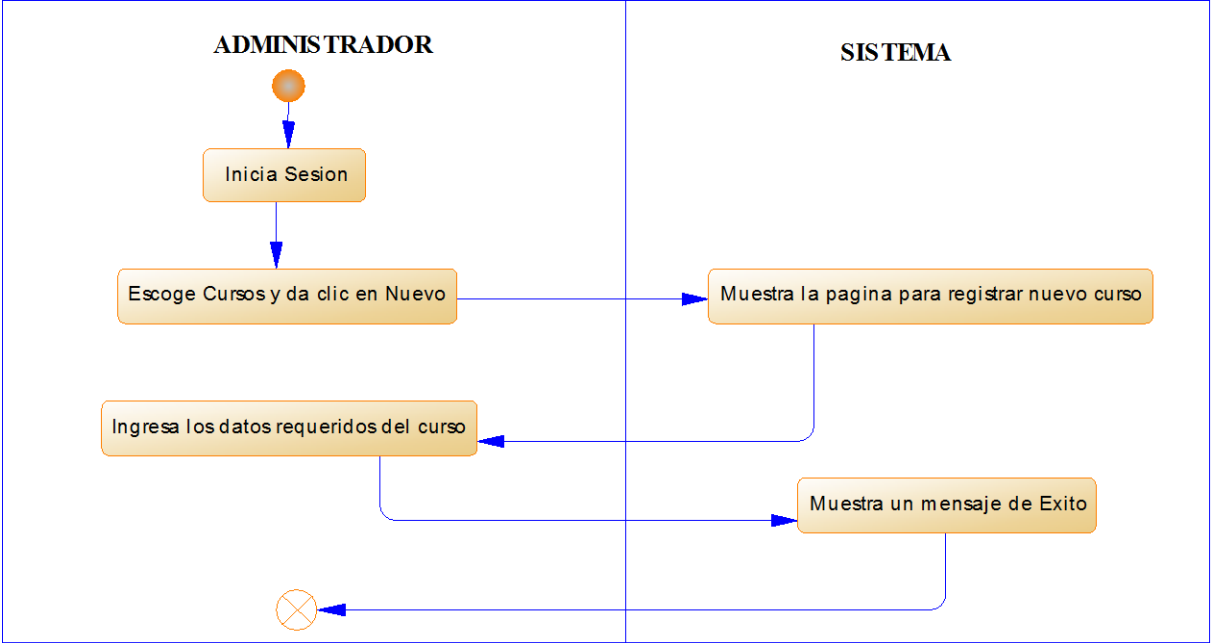 ADMINISTRADOR
SISTEMA
Inicia Sesion
Escoge Cursos y da clic en Nuevo
Muestra la pagina para registrar nuevo curso
Ingresa los datos requeridos del curso
Muestra un mensaje de Exito